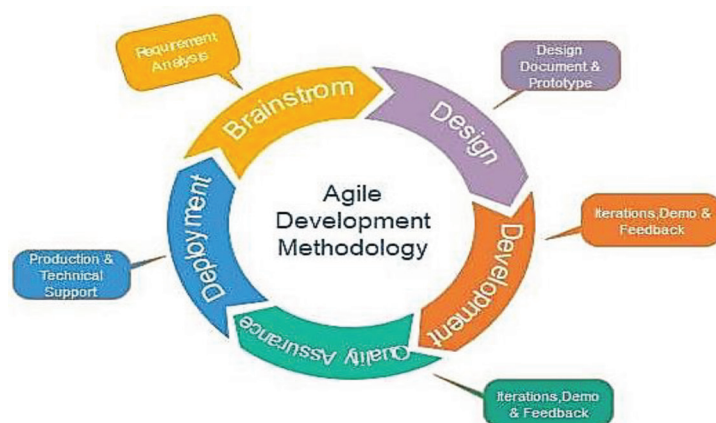 Requirement
Analysis
Brainstrom
Design
Design
Document &
Prototype
Agile
Development
Methodology
Development
Iterations,Demo &
Feedback
Deployment
Production &
Technical
Support
Quality Assurance
Iterations,Demo
& Feedback